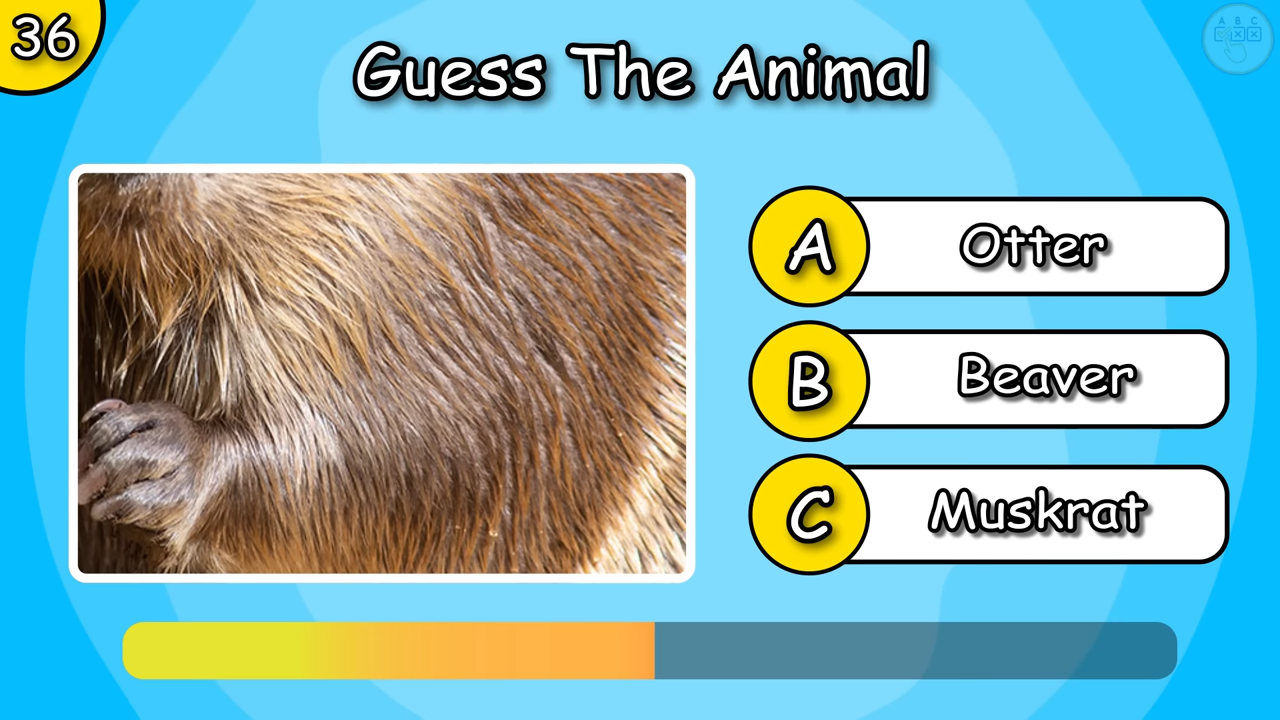 36
Guess The Animal
A B C
A Otter
B Beaver
C Muskrat